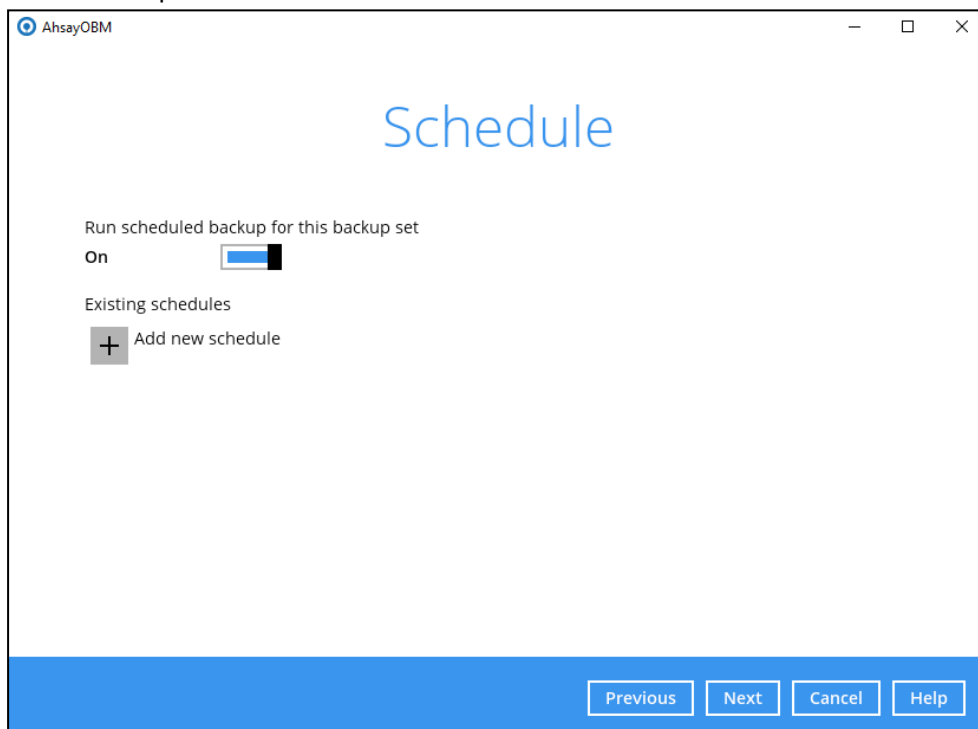 AhsayOBM
Schedule
Run scheduled backup for this backup set
On
Existing schedules
Add new schedule
Previous Next Cancel Help